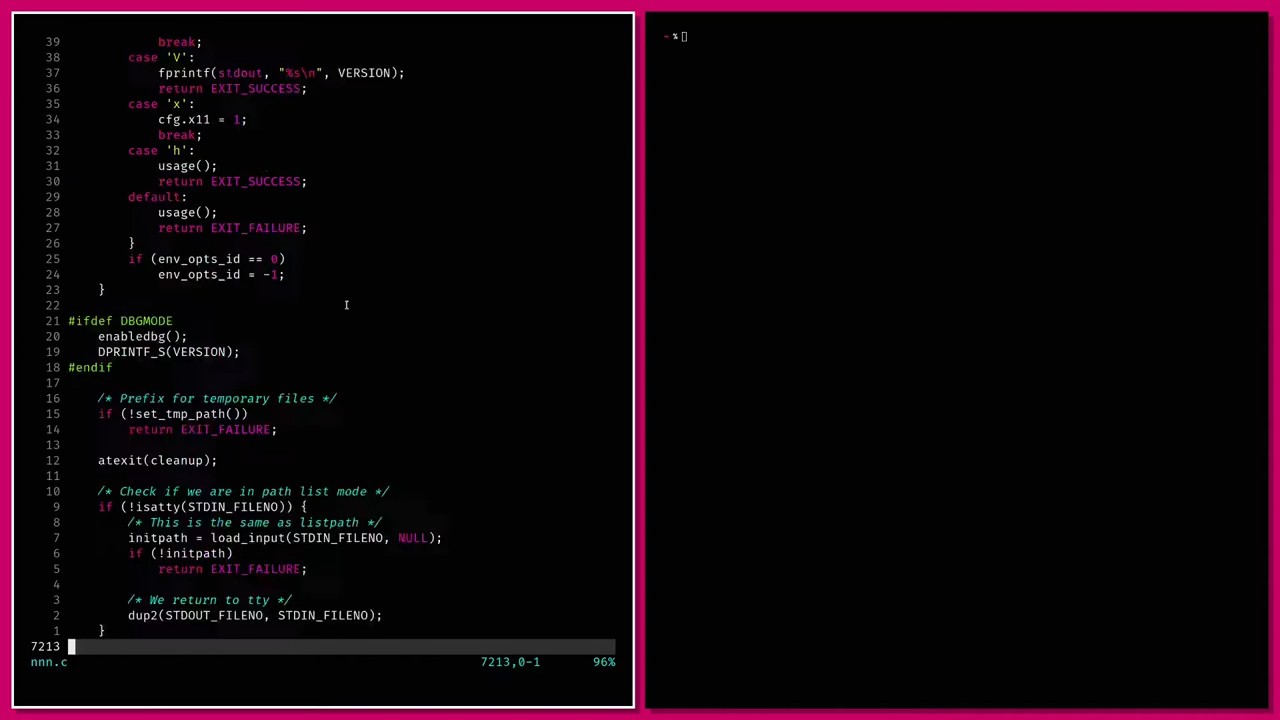 39 break;
38 case 'V':
37 fprintf(stdout, "%s\n", VERSION);
36 return EXIT_SUCCESS;
35 case 'x':
34 cfg.x11 = 1;
33 break;
32 case 'h':
31 usage();
30 return EXIT_SUCCESS;
29 default:
28 usage();
27 return EXIT_FAILURE;
26 }
25 if (env_opts_id == 0)
24 env_opts_id = -1;
23 }
22
21 #ifdef DBGMODE
20 enabledbg();
19 DPRINTF_S(VERSION);
18 #endif
17
16 /* Prefix for temporary files */
15 if (!set_tmp_path())
14 return EXIT_FAILURE;
13
12 atexit(cleanup);
11
10 /* Check if we are in path list mode */
9 if (!isatty(STDIN_FILENO)) {
8 /* This is the same as listpath */
7 initpath = load_input(STDIN_FILENO, NULL);
6 if (!initpath)
5 return EXIT_FAILURE;
4
3 /* We return to tty */
2 dup2(STDOUT_FILENO, STDIN_FILENO);
1 }
7213
nnn.c 7213,0-1 96%
~ %